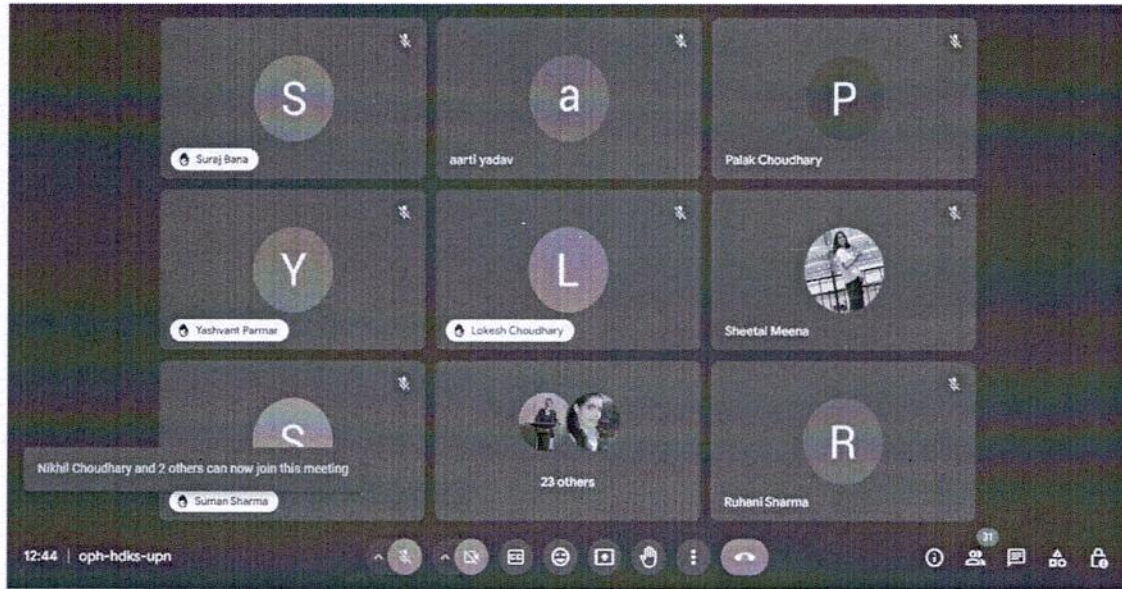 S
Suraj Bana
a
aarti yadav
P
Palak Choudhary
Y
Yashvant Parmar
L
Lokesh Choudhary
Sheetal Meena
S
Nikhil Choudhary and 2 others can now join this meeting
Suman Sharma
23 others
R
Ruhani Sharma
12:44 | oph-hdks-upn
CC
31